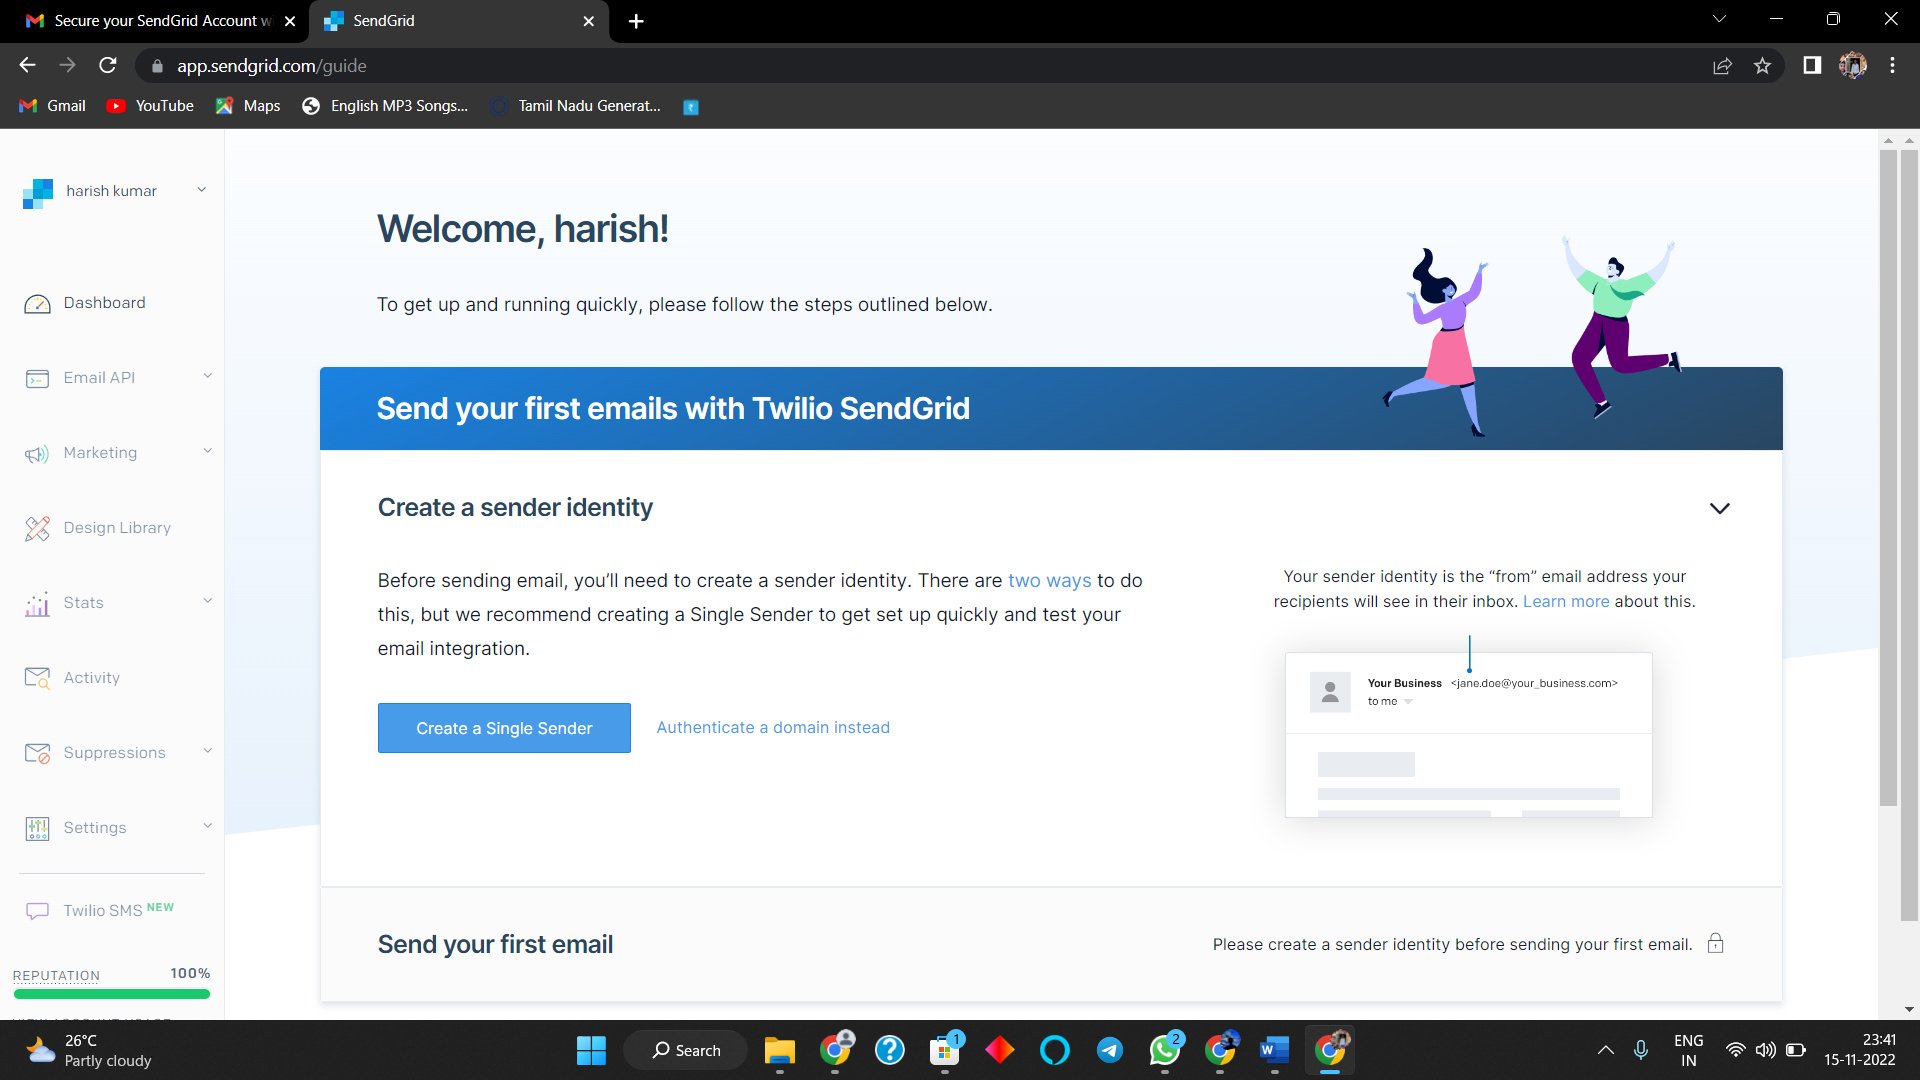 Secure your SendGrid Account w
SendGrid
app.sendgrid.com/guide
Gmail
YouTube
Maps
English MP3 Songs...
Tamil Nadu Generat...
harish kumar
Dashboard
Email API
Marketing
Design Library
Stats
Activity
Suppressions
Settings
Twilio SMS NEW
REPUTATION 100%
Welcome, harish!
To get up and running quickly, please follow the steps outlined below.
Send your first emails with Twilio SendGrid
Create a sender identity
Before sending email, you’ll need to create a sender identity. There are two ways to do
this, but we recommend creating a Single Sender to get set up quickly and test your
email integration.
Create a Single Sender
Authenticate a domain instead
Your sender identity is the “from” email address your
recipients will see in their inbox. Learn more about this.
Your Business <jane.doe@your_business.com>
to me
Send your first email
Please create a sender identity before sending your first email.
26°C
Partly cloudy
Search
1
2
ENG
IN
23:41
15-11-2022